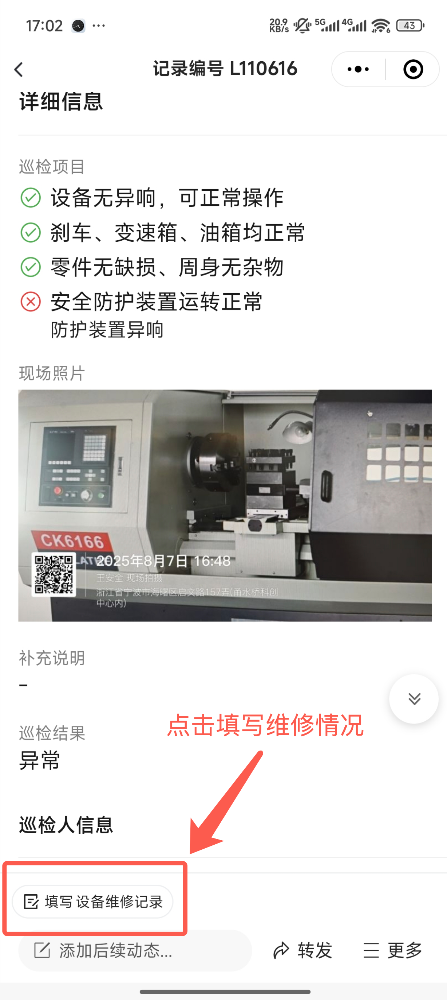 17:02
20.9
KB/s
5G
4G
6
43
记录编号 L110616
详细信息
巡检项目
设备无异响，可正常操作
刹车、变速箱、油箱均正常
零件无缺损、周身无杂物
安全防护装置运转正常
防护装置异响
现场照片
CK6166
2025年8月7日 16:48
王安全 现场拍摄
浙江省宁波市海曙区启文路157弄(甬水桥科创
中心内)
补充说明
–
点击填写维修情况
巡检结果
异常
巡检人信息
填写 设备维修记录
添加后续动态...
转发
更多